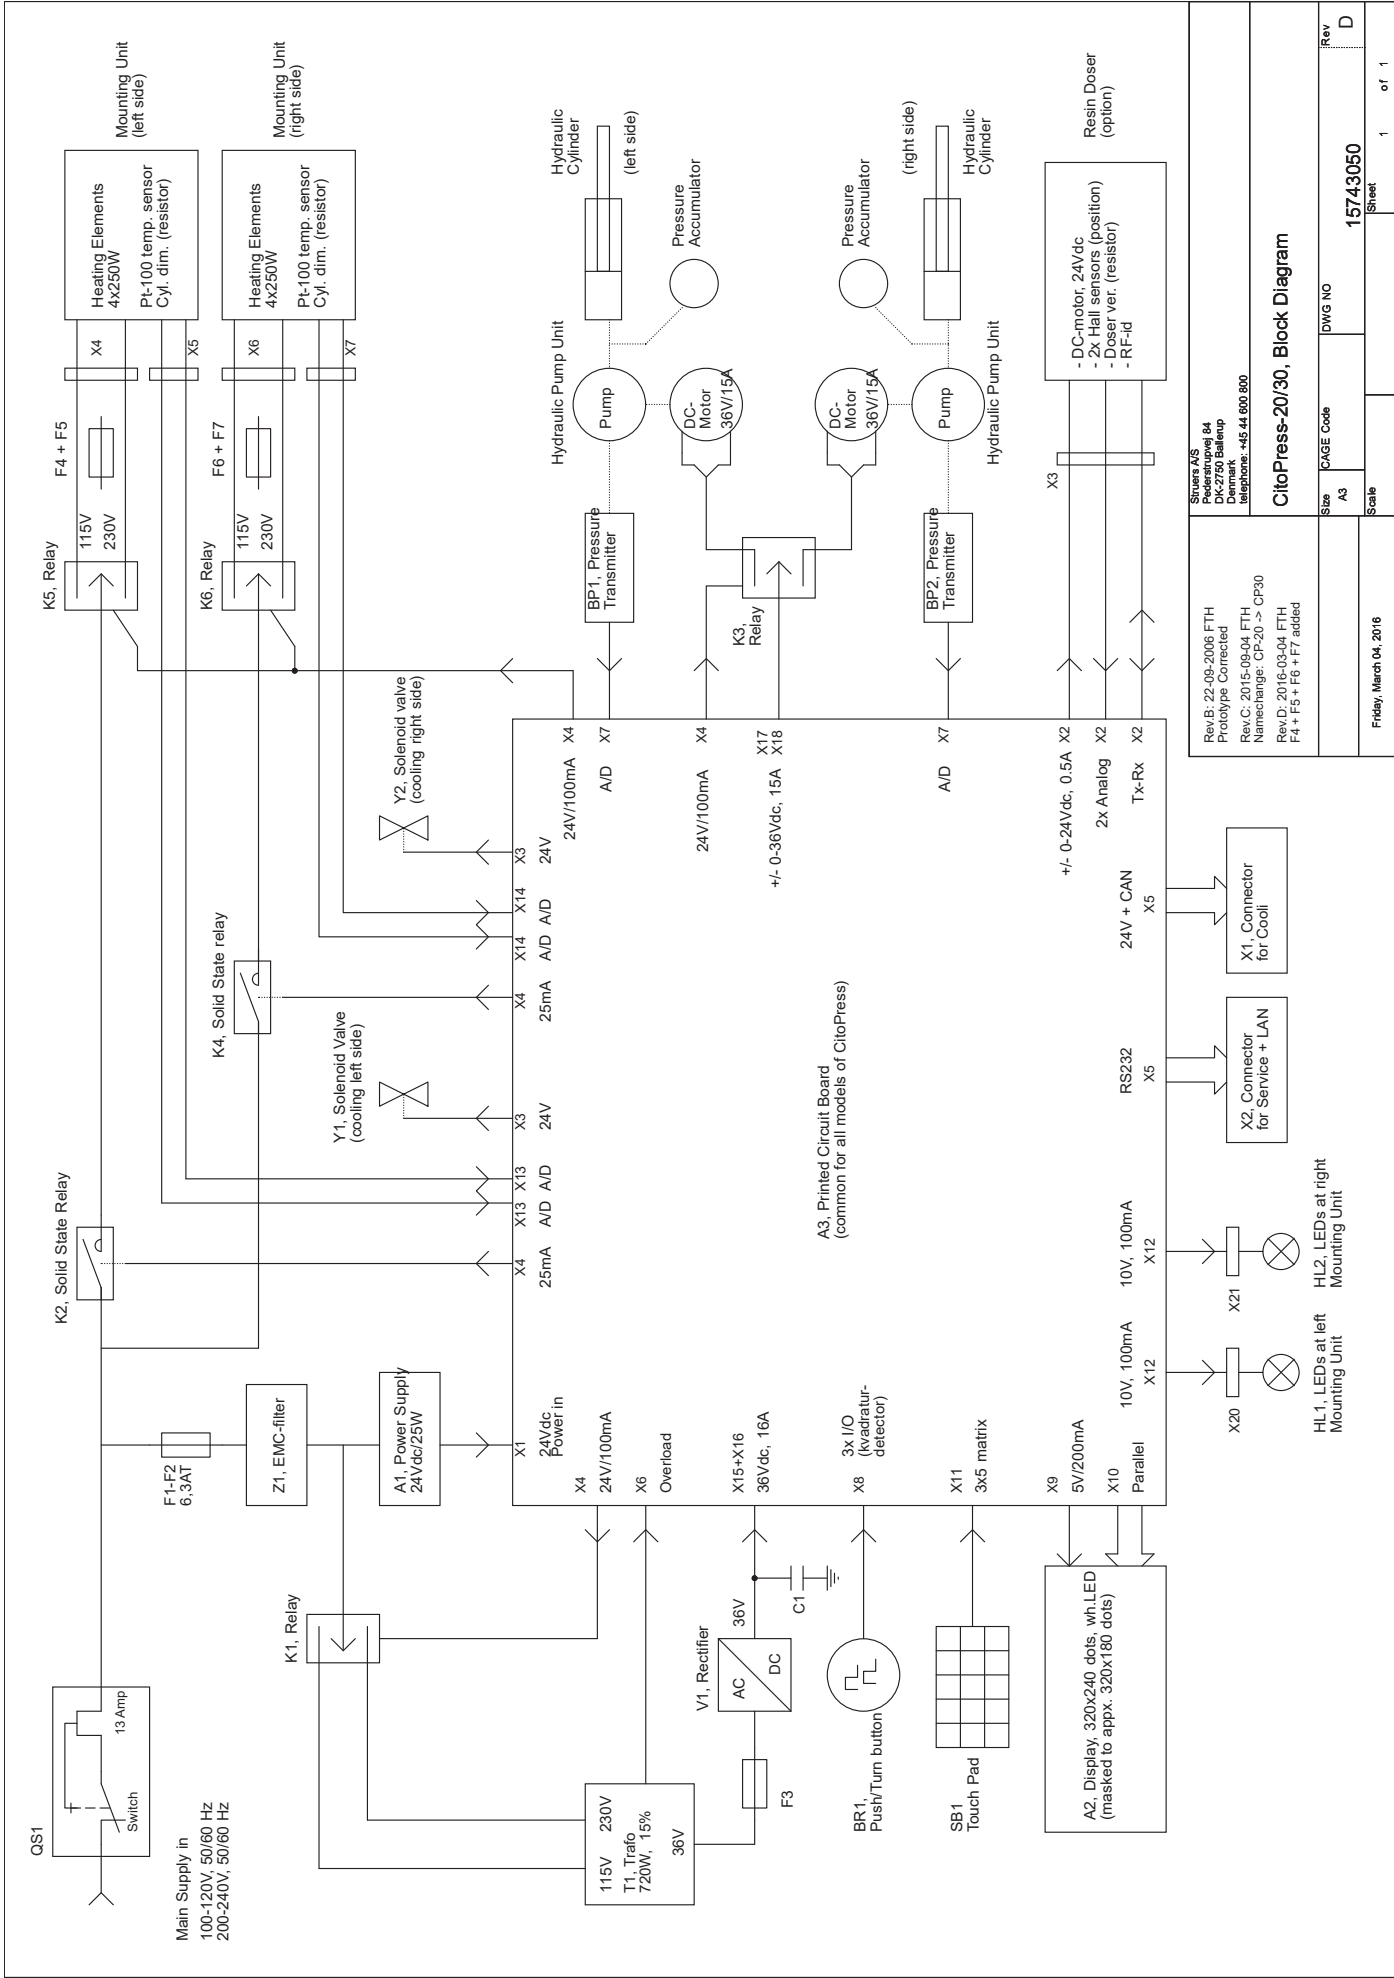 QS1
13 Amp
Switch
Main Supply in
100-120V, 50/60 Hz
200-240V, 50/60 Hz
F1-F2
6,3AT
Z1, EMC-filter
A1, Power Supply
24Vdc/25W
K1, Relay
115V
230V
T1, Trafo
720W, 15%
36V
F3
V1, Rectifier
AC
DC
36V
C1
BR1,
Push/Turn button
SB1
Touch Pad
A2, Display, 320x240 dots, wh.LED
(masked to appx. 320x180 dots)
K2, Solid State Relay
K4, Solid State relay
Y1, Solenoid Valve
(cooling left side)
Y2, Solenoid valve
(cooling right side)
K5, Relay
115V
230V
F4 + F5
X4
X5
Heating Elements
4x250W
Pt-100 temp. sensor
Cyl. dim. (resistor)
Mounting Unit
(left side)
K6, Relay
115V
230V
F6 + F7
X6
X7
Heating Elements
4x250W
Pt-100 temp. sensor
Cyl. dim. (resistor)
Mounting Unit
(right side)
X1
24Vdc
Power in
X4
25mA
X13
A/D
X13
A/D
X3
24V
X4
25mA
X14
A/D
X14
A/D
X3
24V
X4
24V/100mA
X6
Overload
X15+X16
36Vdc, 16A
3x I/O
(kvadratur-
detector)
X8
X11
3x5 matrix
X9
5V/200mA
X10
Parallel
A3, Printed Circuit Board
(common for all models of CitoPress)
24V/100mA
X4
A/D
X7
24V/100mA
X4
+/- 0-36Vdc, 15A
X17
X18
A/D
X7
+/- 0-24Vdc, 0.5A
X2
2x Analog
X2
Tx-Rx
X2
BP1, Pressure
Transmitter
Hydraulic Pump Unit
Pump
DC-
Motor
36V/15A
Hydraulic
Cylinder
(left side)
Pressure
Accumulator
K3,
Relay
DC-
Motor
36V/15A
Pressure
Accumulator
BP2, Pressure
Transmitter
Pump
Hydraulic Pump Unit
(right side)
Hydraulic
Cylinder
X3
- DC-motor, 24Vdc
- 2x Hall sensors (position)
- Doser ver. (resistor)
- RF-id
Resin Doser
(option)
10V, 100mA
X12
X20
HL1, LEDs at left
Mounting Unit
10V, 100mA
X12
X21
HL2, LEDs at right
Mounting Unit
RS232
X5
X2, Connector
for Service + LAN
24V + CAN
X5
X1, Connector
for Cooli
Rev.B: 22-09-2006 FTH
Prototype Corrected
Rev.C: 2015-09-04 FTH
Namechange: CP-20 -> CP30
Rev.D: 2016-03-04 FTH
F4 + F5 + F6 + F7 added
Friday, March 04, 2016
Struers A/S
Pederstrupvej 84
DK-2750 Ballerup
Denmark
telephone: +45 44 600 800
CitoPress-20/30, Block Diagram
Size
A3
CAGE Code
DWG NO
15743050
Rev
D
Scale
Sheet
1 of 1